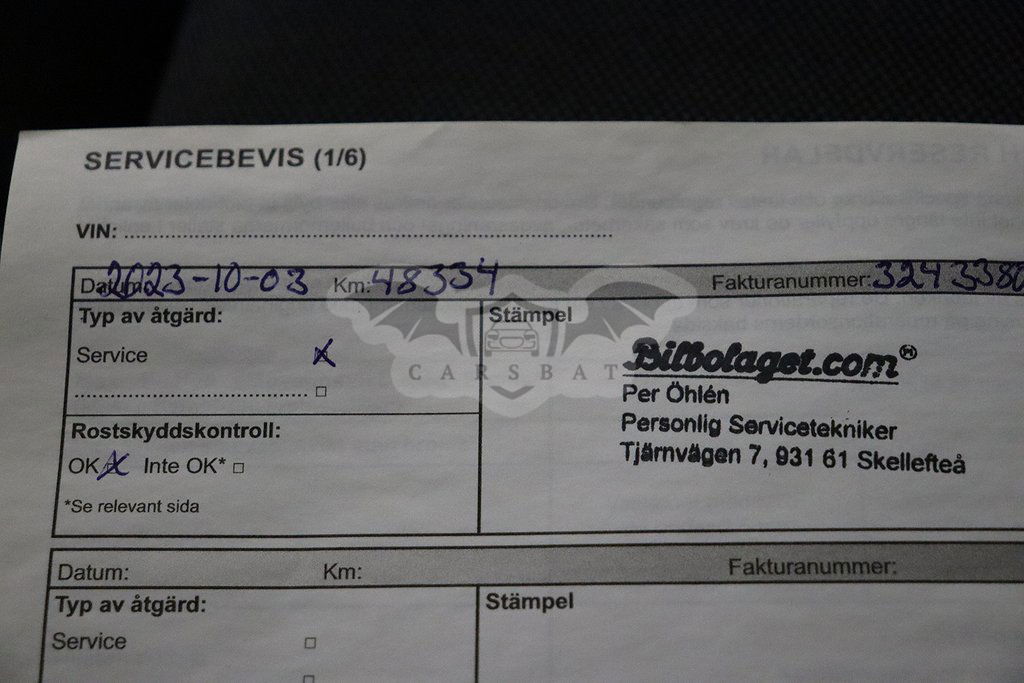 SERVICEBEVIS (1/6)
VIN: ......................................................................................
Datum: 2023-10-03 Km: 48334 Fakturanummer: 3243380
Typ av åtgärd:
Stämpel
Service X
........................................... □
Bilbolaget.com
Per Öhlén
Personlig Servicetekniker
Tjärnvägen 7, 931 61 Skellefteå
CARSBAT
Rostskyddskontroll:
OK X Inte OK* □
*Se relevant sida
Datum: Km: Fakturanummer:
Typ av åtgärd:
Stämpel
Service □
□